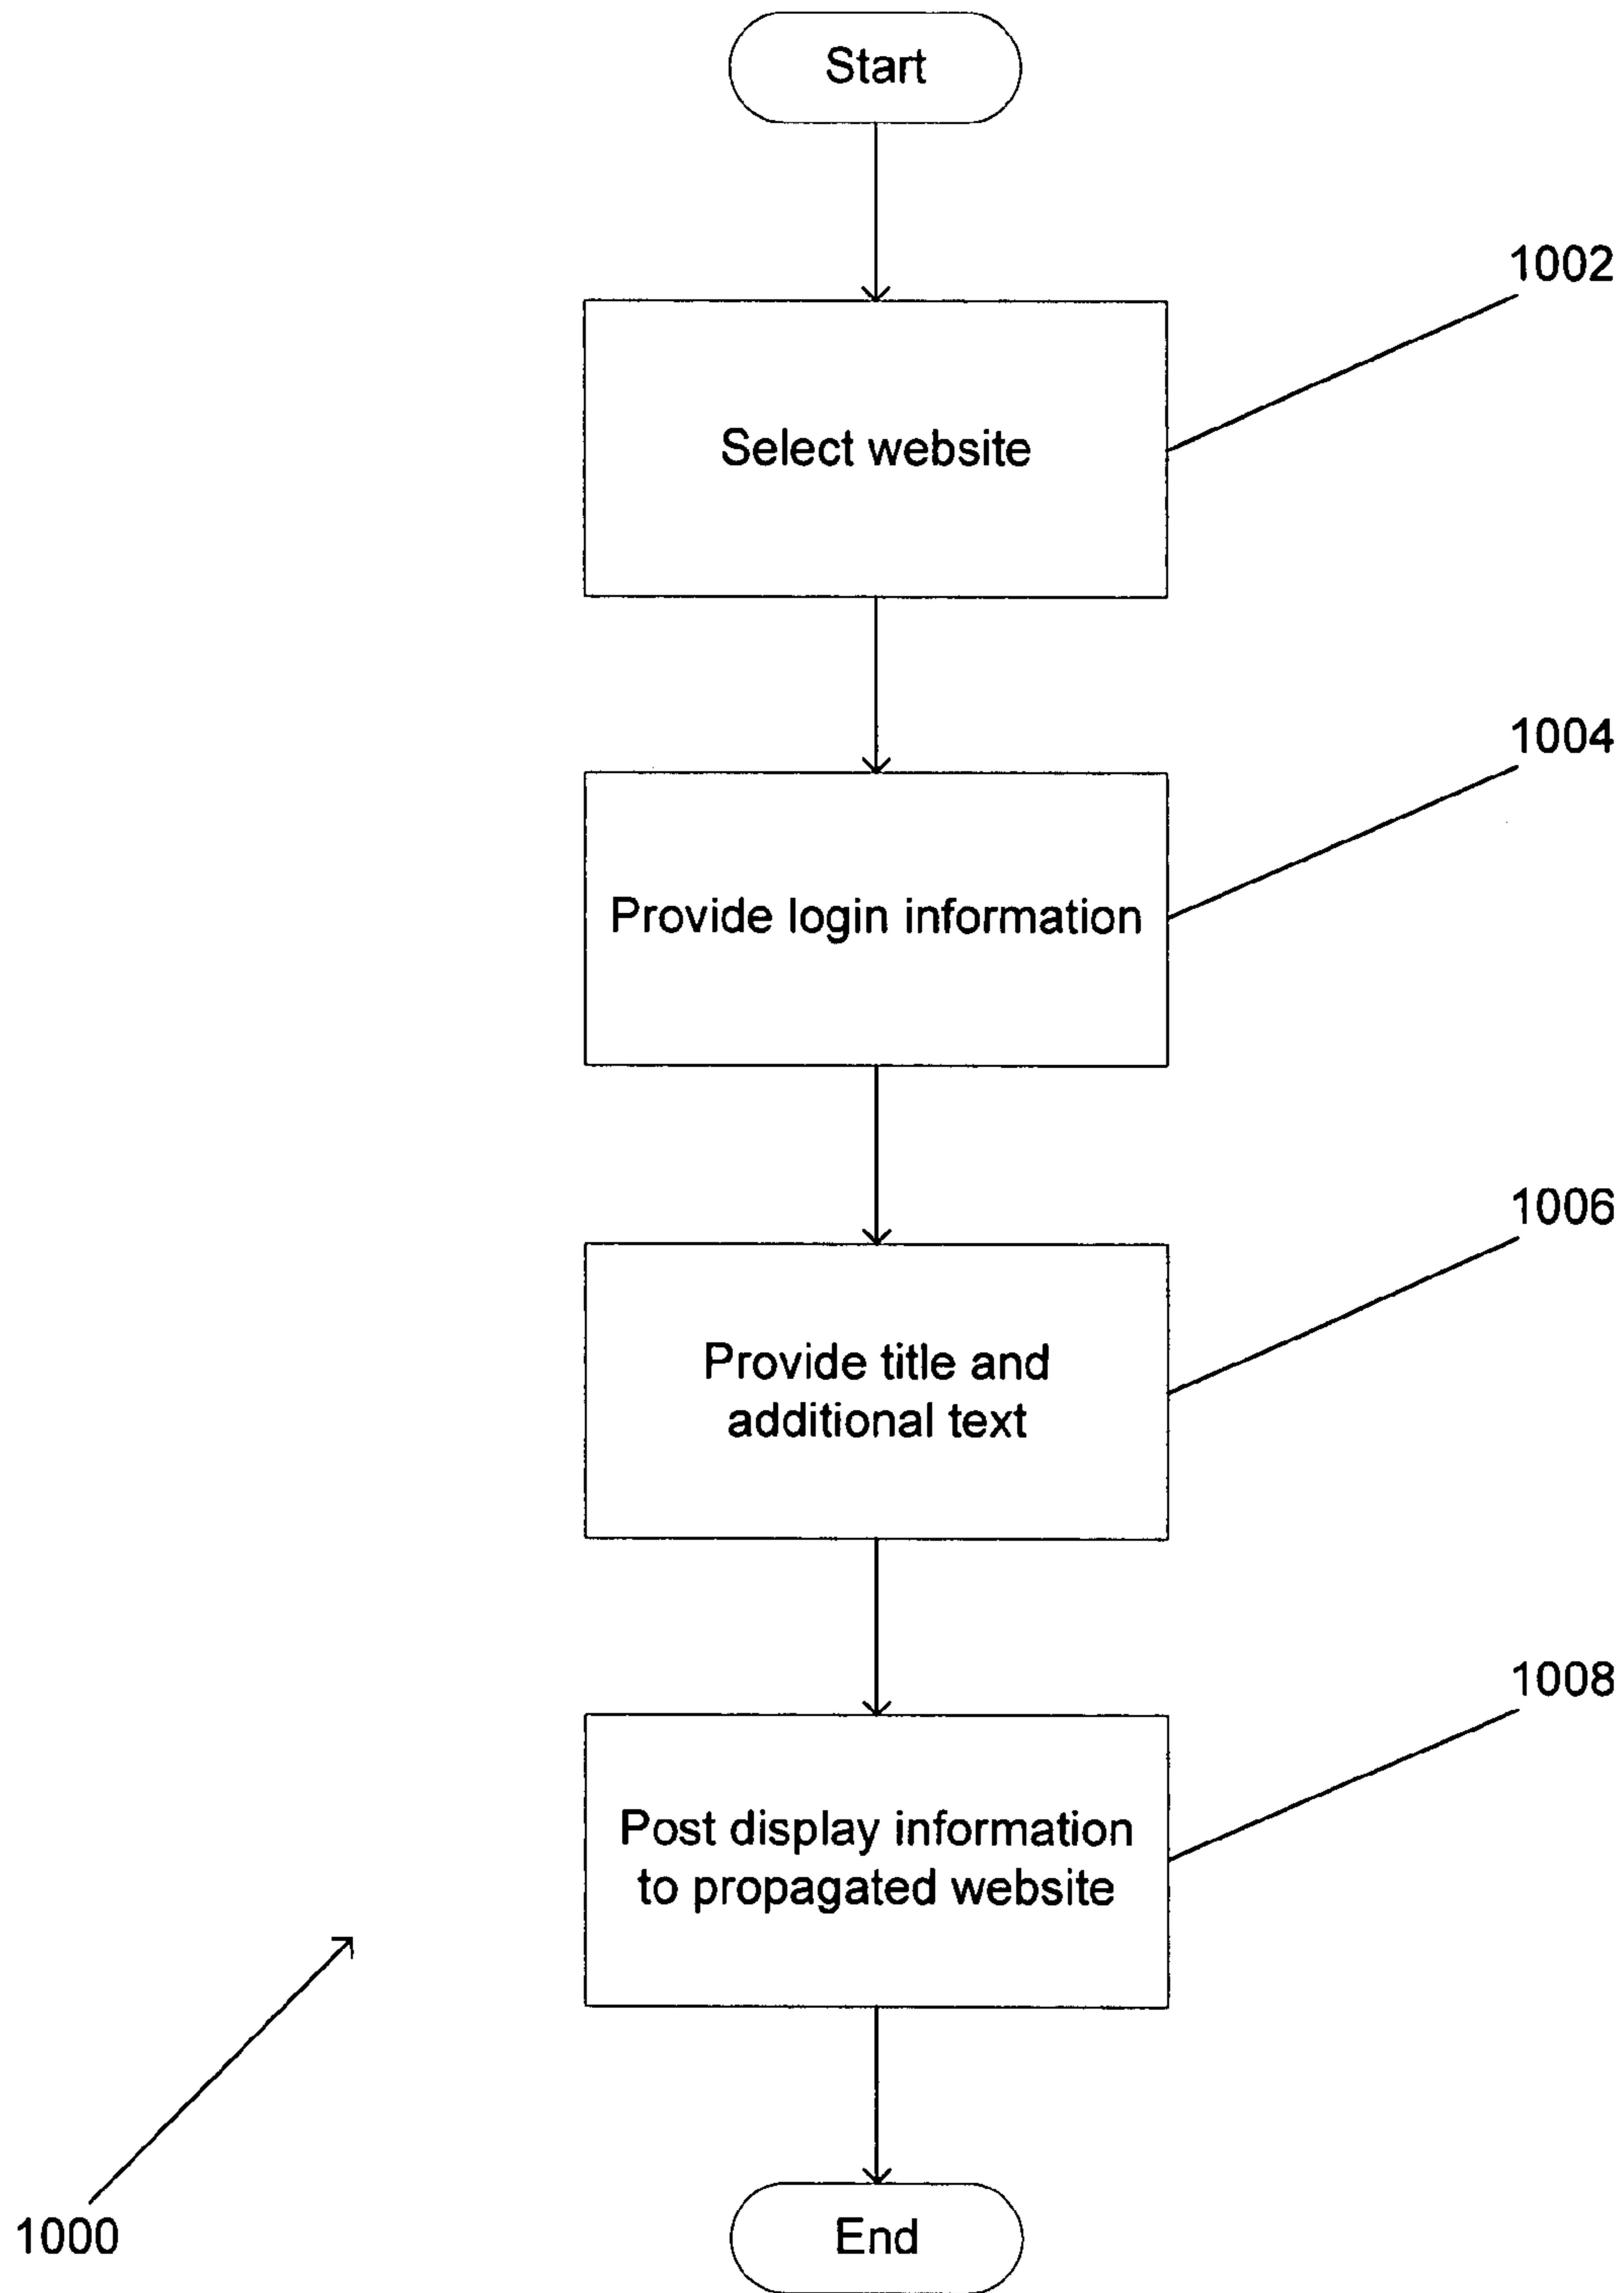 Start
1002
Select website
1004
Provide login information
1006
Provide title and
additional text
1008
Post display information
to propagated website
1000
End